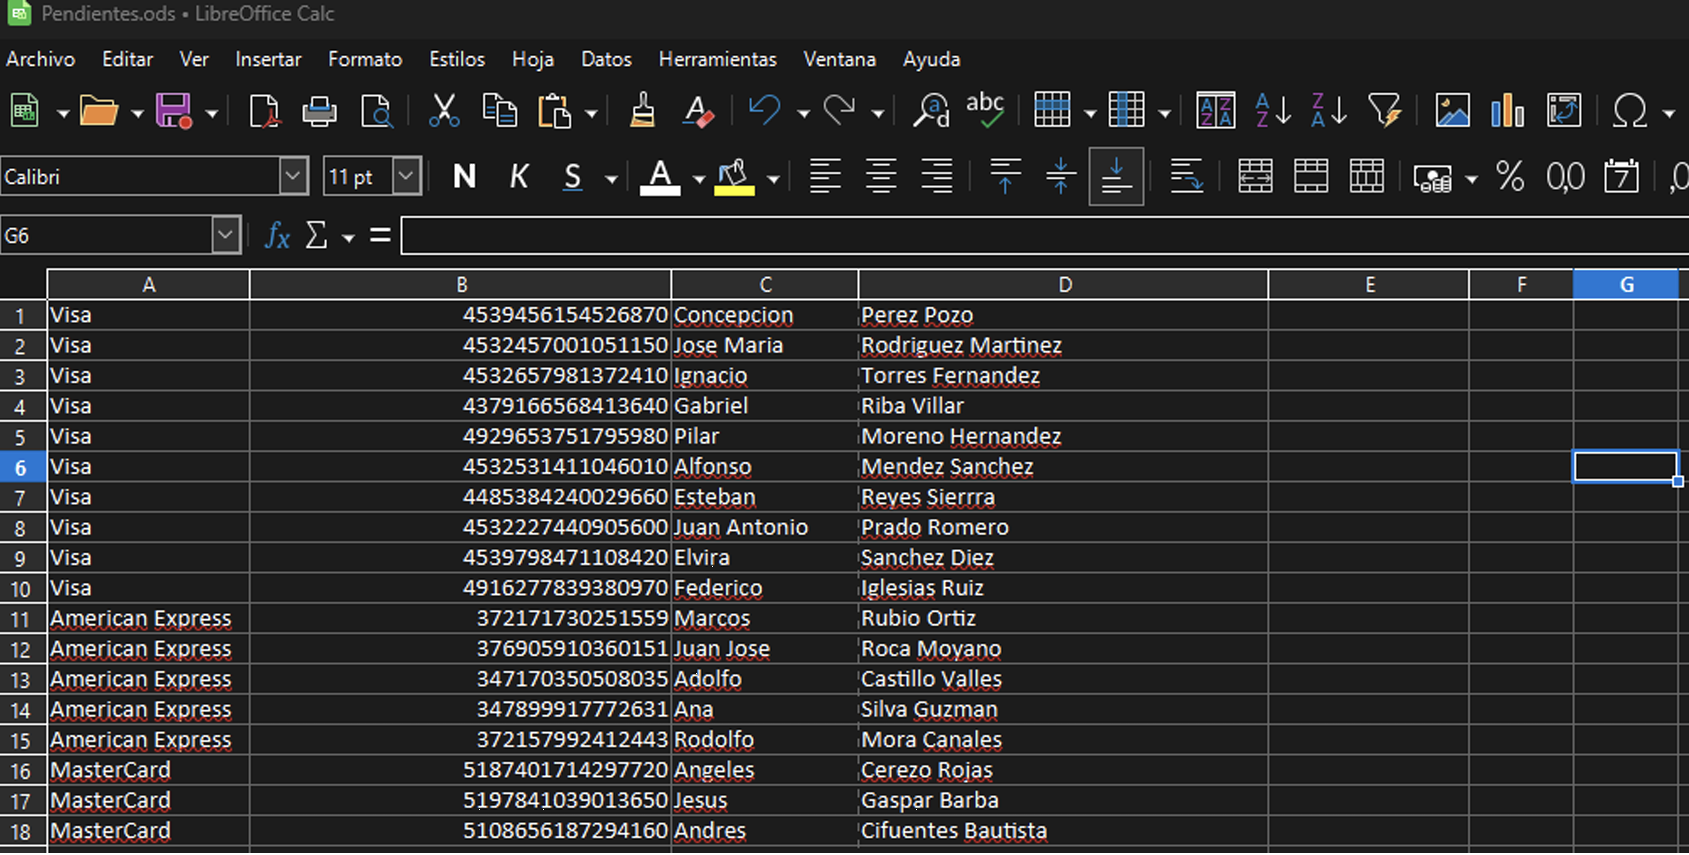 Pendientes.ods • LibreOffice Calc
Archivo Editar Ver Insertar Formato Estilos Hoja Datos Herramientas Ventana Ayuda
Calibri 11 pt N K S A % 0,0 7 ,0
G6 fx Σ =
A B C D E F G
1 Visa 4539456154526870 Concepcion Perez Pozo
2 Visa 4532457001051150 Jose Maria Rodriguez Martinez
3 Visa 4532657981372410 Ignacio Torres Fernandez
4 Visa 4379166568413640 Gabriel Riba Villar
5 Visa 4929653751795980 Pilar Moreno Hernandez
6 Visa 4532531411046010 Alfonso Mendez Sanchez
7 Visa 4485384240029660 Esteban Reyes Sierrra
8 Visa 4532227440905600 Juan Antonio Prado Romero
9 Visa 4539798471108420 Elvira Sanchez Diez
10 Visa 4916277839380970 Federico Iglesias Ruiz
11 American Express 372171730251559 Marcos Rubio Ortiz
12 American Express 376905910360151 Juan Jose Roca Moyano
13 American Express 347170350508035 Adolfo Castillo Valles
14 American Express 347899917772631 Ana Silva Guzman
15 American Express 372157992412443 Rodolfo Mora Canales
16 MasterCard 5187401714297720 Angeles Cerezo Rojas
17 MasterCard 5197841039013650 Jesus Gaspar Barba
18 MasterCard 5108656187294160 Andres Cifuentes Bautista